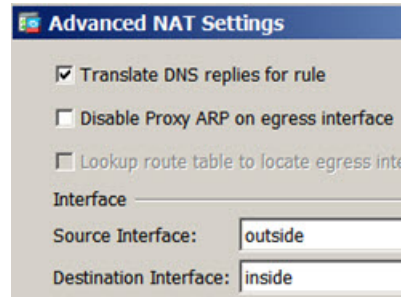 Advanced NAT Settings
Translate DNS replies for rule
Disable Proxy ARP on egress interface
Lookup route table to locate egress
Interface
Source Interface: outside
Destination Interface: inside